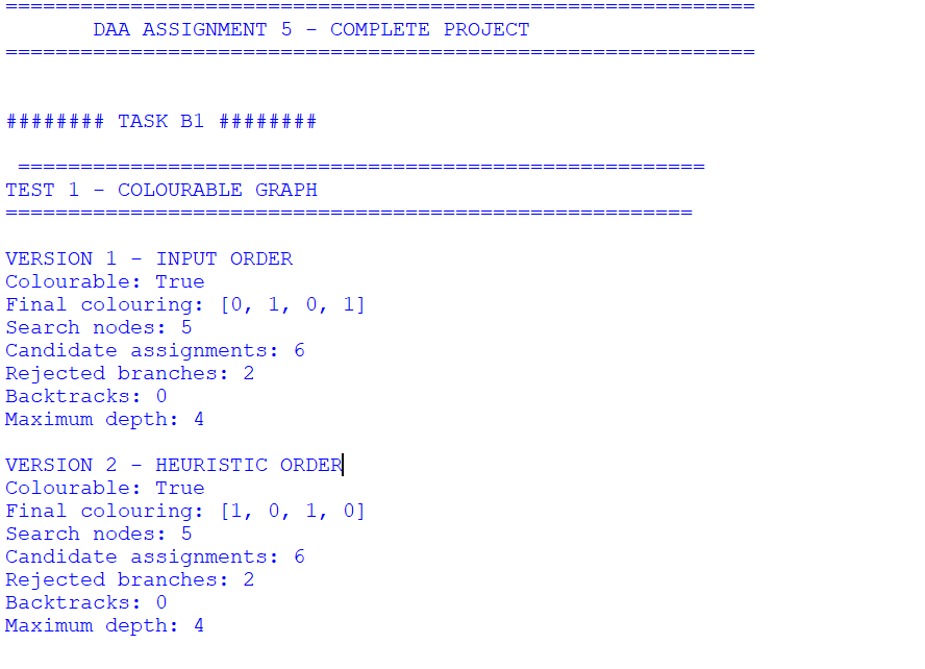 ============================================================
       DAA ASSIGNMENT 5 - COMPLETE PROJECT
============================================================
######## TASK B1 ########
 =======================================================
TEST 1 - COLOURABLE GRAPH
=======================================================
VERSION 1 - INPUT ORDER
Colourable: True
Final colouring: [0, 1, 0, 1]
Search nodes: 5
Candidate assignments: 6
Rejected branches: 2
Backtracks: 0
Maximum depth: 4
VERSION 2 - HEURISTIC ORDER
Colourable: True
Final colouring: [1, 0, 1, 0]
Search nodes: 5
Candidate assignments: 6
Rejected branches: 2
Backtracks: 0
Maximum depth: 4